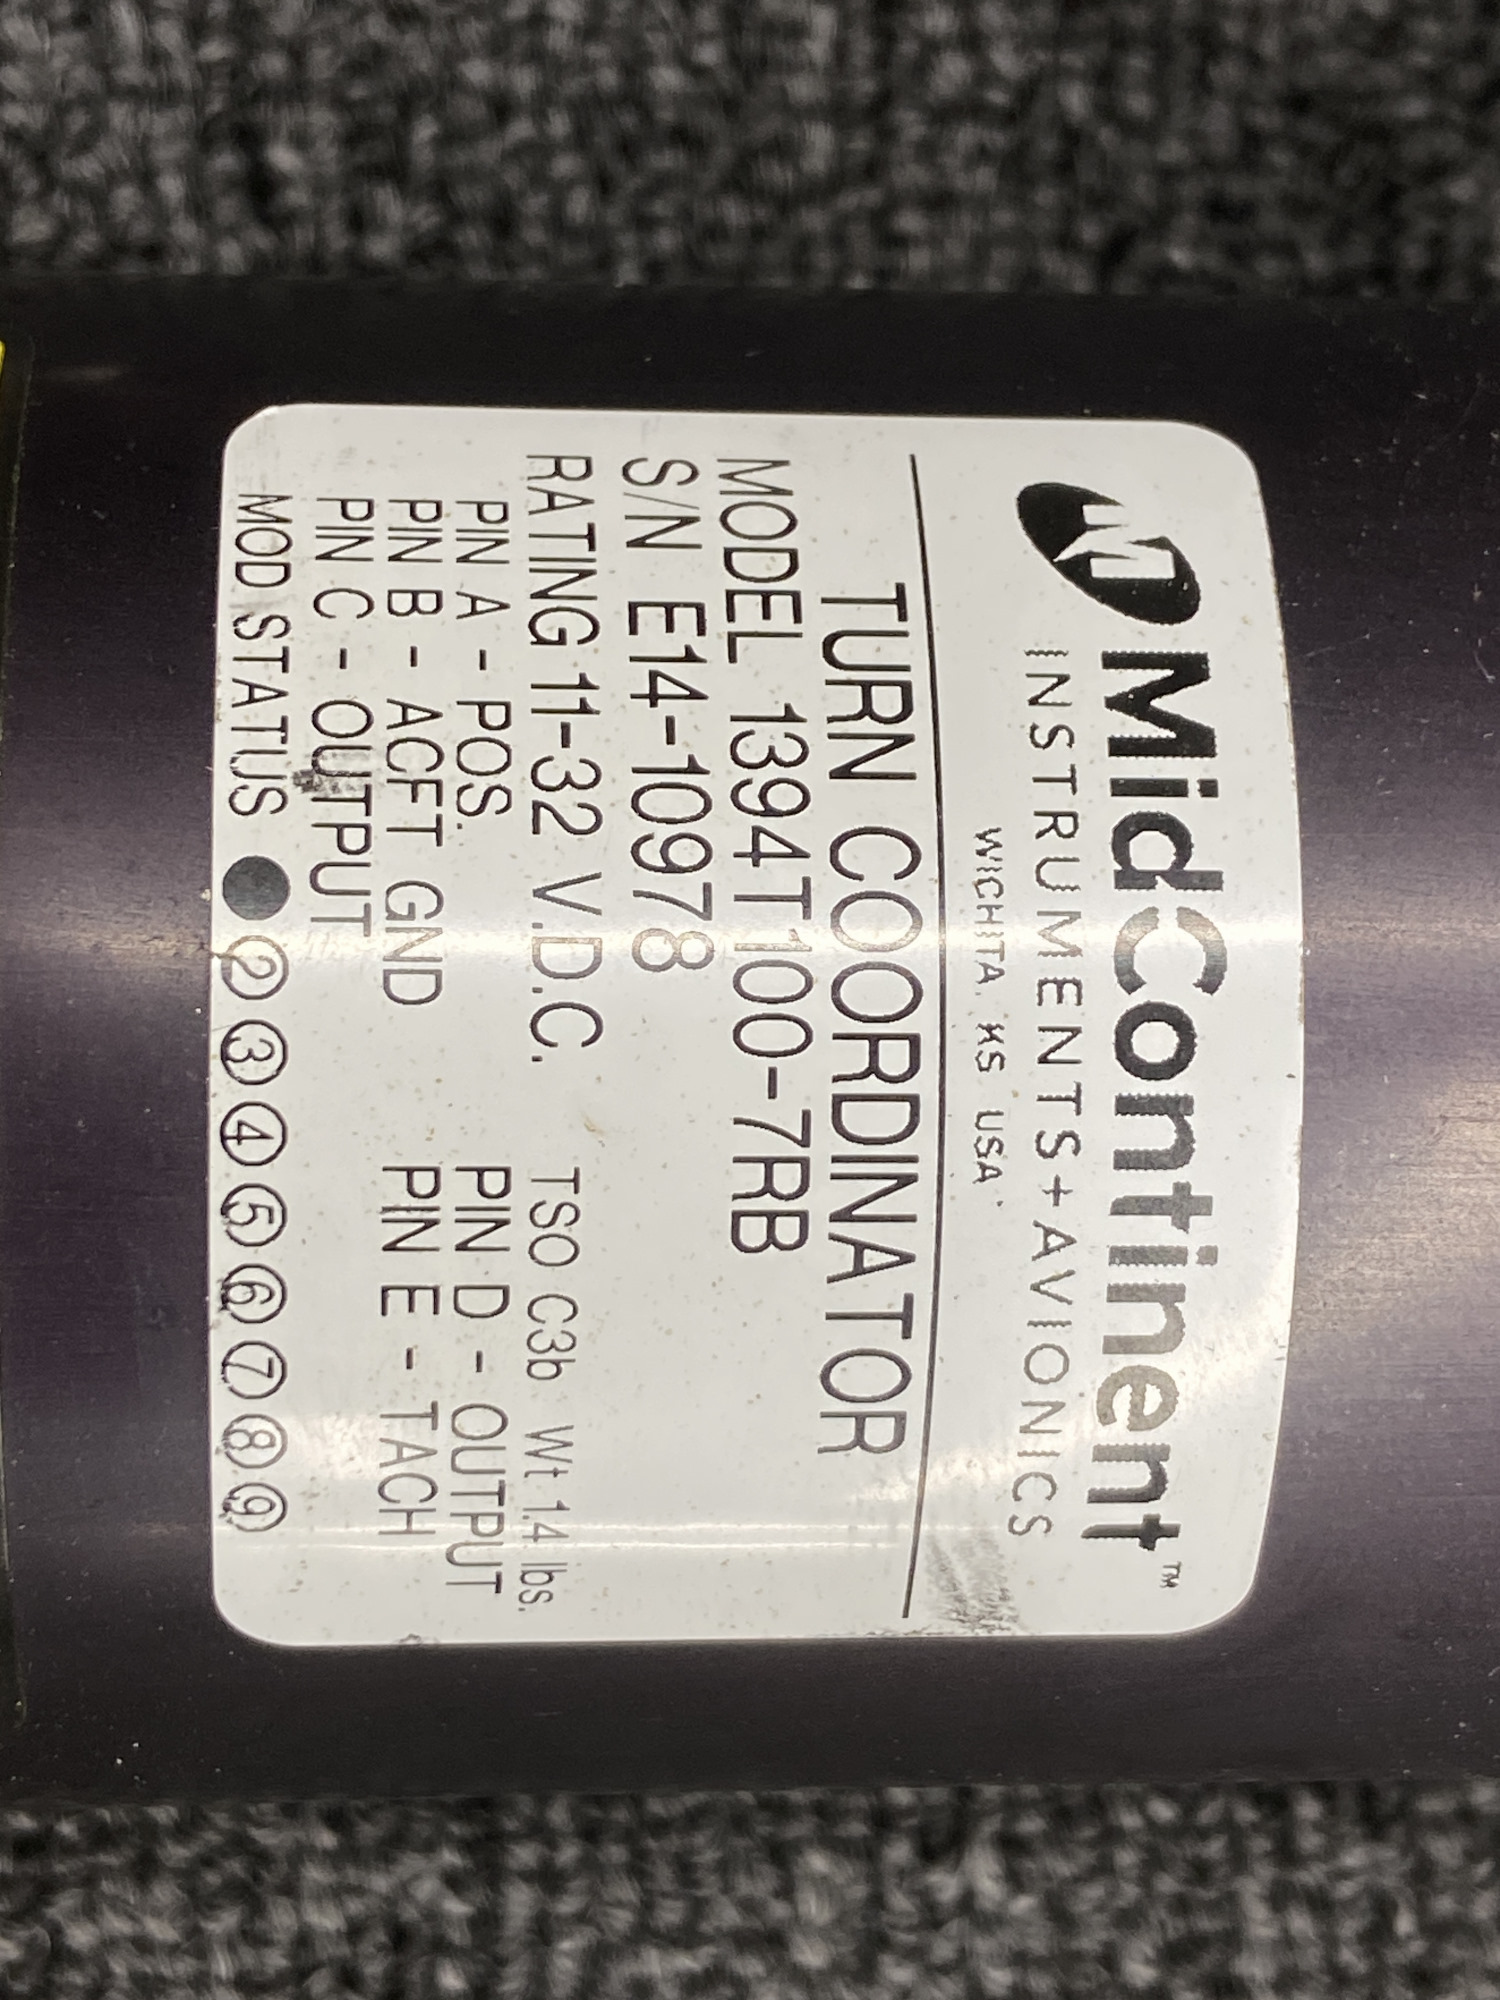 MidContinent™
INSTRUMENTS+AVIONICS
WICHITA, KS USA
TURN COORDINATOR
MODEL 1394T100-7RB
S/N E14-10978
RATING 11-32 V.D.C. TSO C3b Wt 1.4 lbs.
PIN A - POS. PIN D - OUTPUT
PIN B - ACFT GND PIN E - TACH
PIN C - OUTPUT
MOD STATUS ● ② ③ ④ ⑤ ⑥ ⑦ ⑧ ⑨